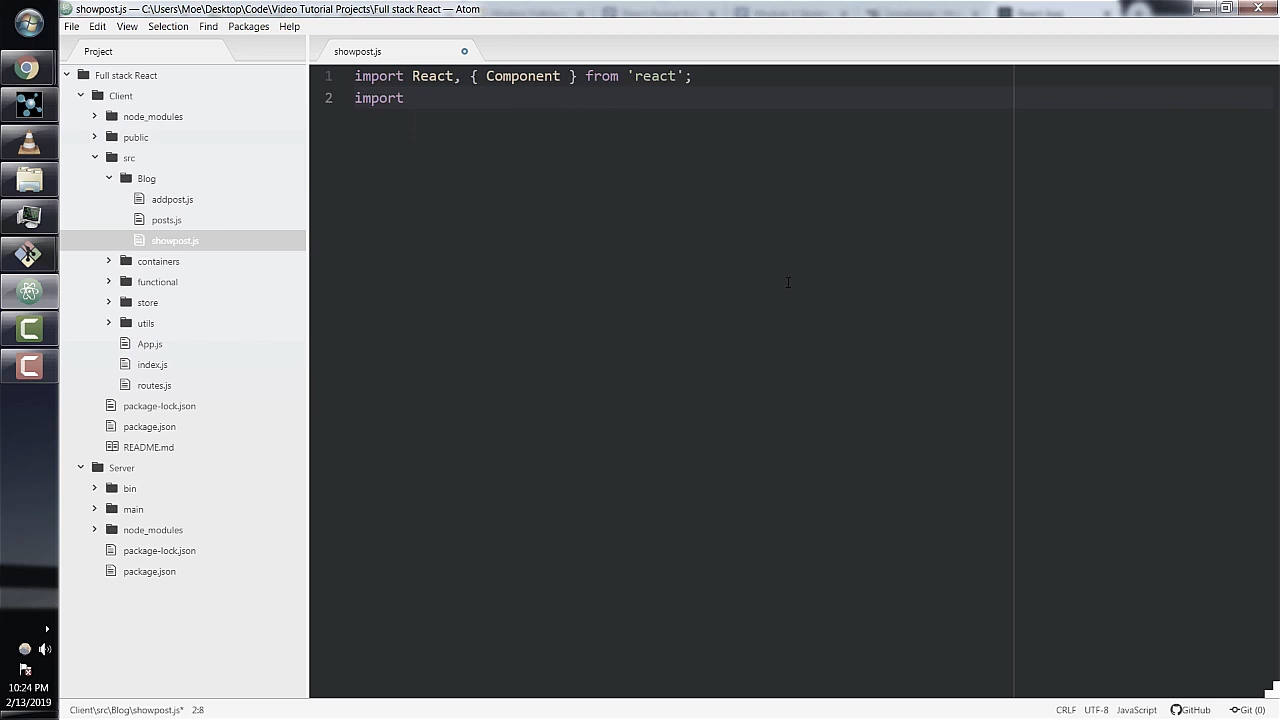 showpost.js — C:\Users\Moe\Desktop\Code\Video Tutorial Projects\Full stack React — Atom
File Edit View Selection Find Packages Help
Project
showpost.js
Full stack React
Client
node_modules
public
src
Blog
addpost.js
posts.js
showpost.js
containers
functional
store
utils
App.js
index.js
routes.js
package-lock.json
package.json
README.md
Server
bin
main
node_modules
package-lock.json
package.json
1 import React, { Component } from 'react';
2 import
10:24 PM
2/13/2019
Client\src\Blog\showpost.js* 2:8
CRLF UTF-8 JavaScript GitHub Git (0)